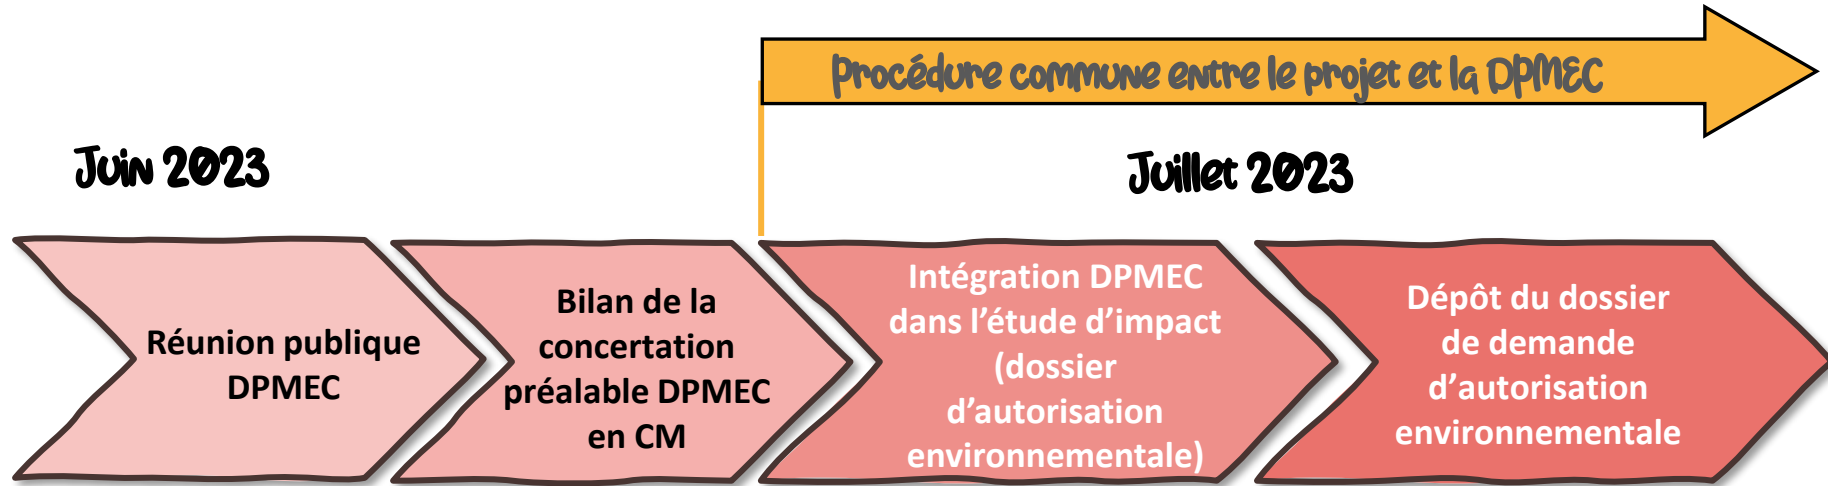 Procédure commune entre le projet et la DPMEC
Juin 2023
Juillet 2023
Réunion publique
DPMEC
Bilan de la
concertation
préalable DPMEC
en CM
Intégration DPMEC
dans l'étude d'impact
(dossier
d'autorisation
environnementale)
Dépôt du dossier
de demande
d'autorisation
environnementale